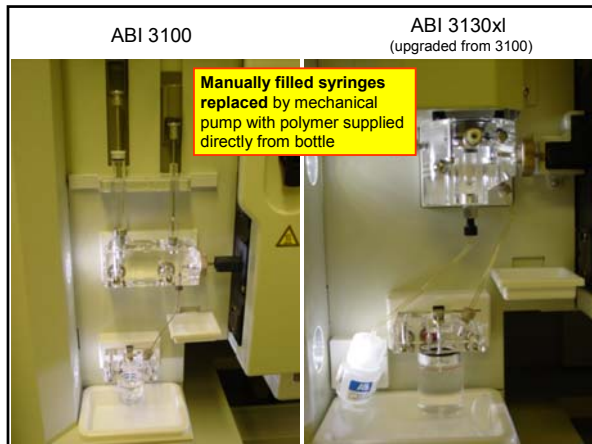 ABI 3100
ABI 3130xl
(upgraded from 3100)
Manually filled syringes
replaced by mechanical
pump with polymer supplied
directly from bottle